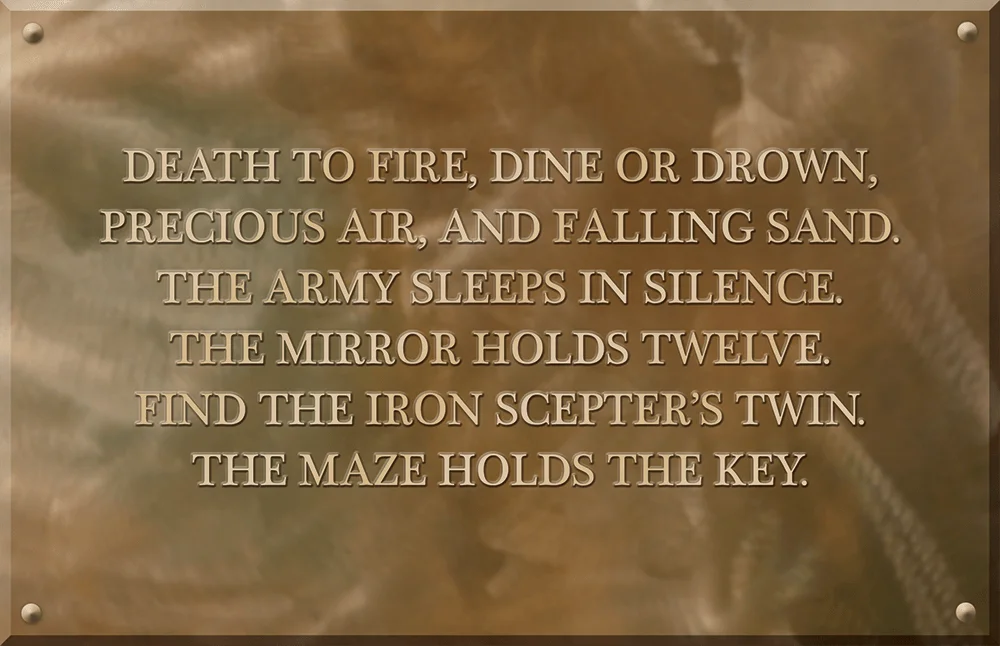 DEATH TO FIRE, DINE OR DROWN,
PRECIOUS AIR, AND FALLING SAND.
THE ARMY SLEEPS IN SILENCE.
THE MIRROR HOLDS TWELVE.
FIND THE IRON SCEPTER’S TWIN.
THE MAZE HOLDS THE KEY.